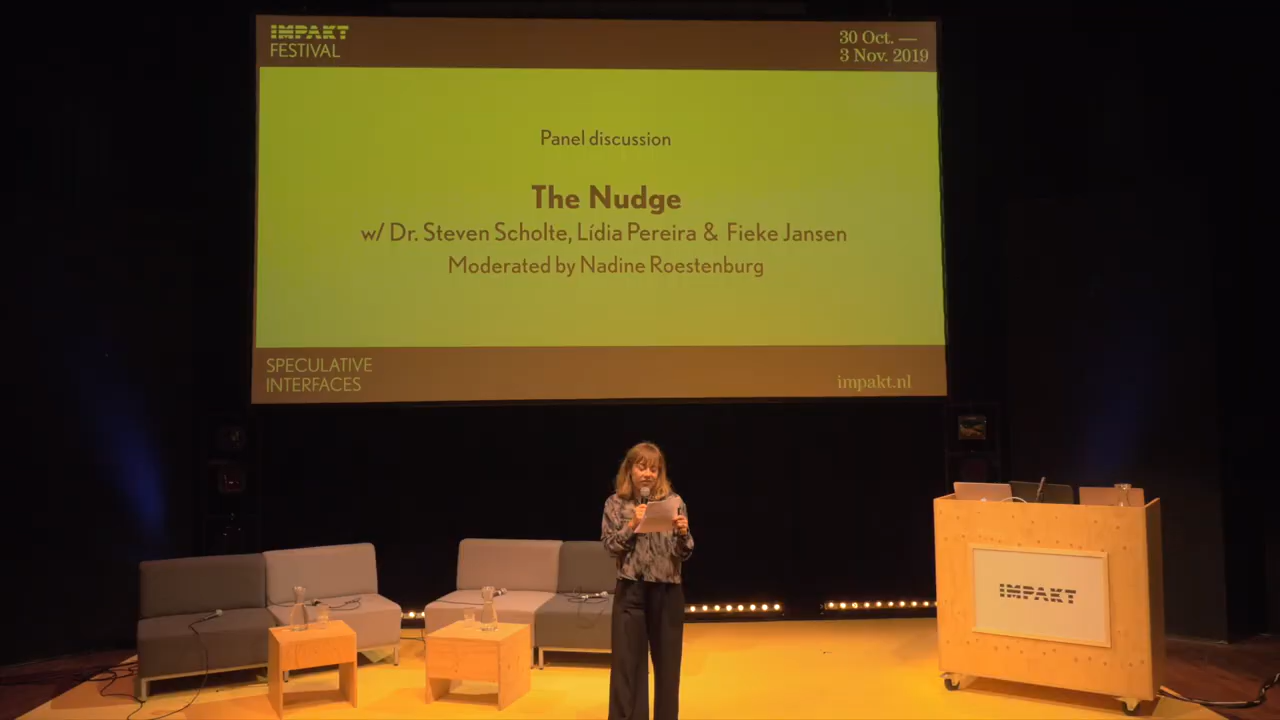 IMPAKT
FESTIVAL
30 Oct. —
3 Nov. 2019
Panel discussion
The Nudge
w/ Dr. Steven Scholte, Lídia Pereira & Fieke Jansen
Moderated by Nadine Roestenburg
SPECULATIVE
INTERFACES
impakt.nl
IMPAKT